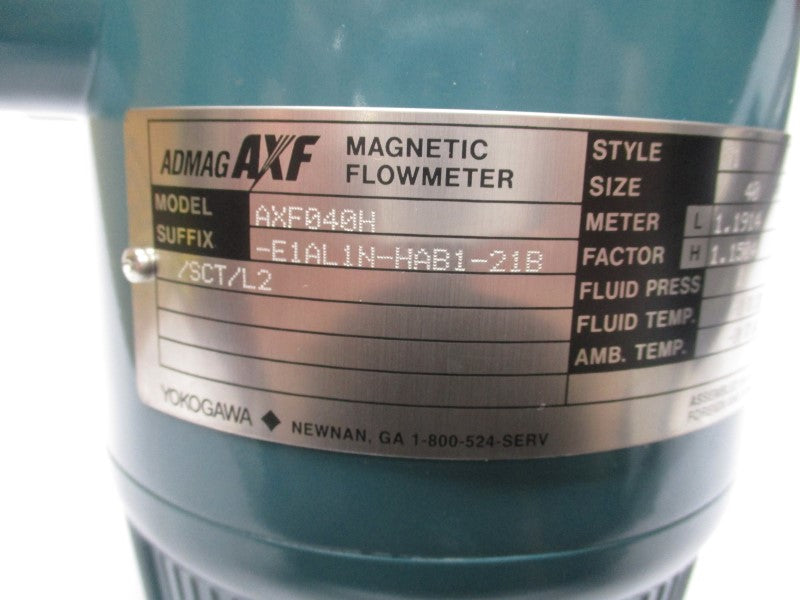 ADMAG AXF MAGNETIC FLOWMETER
MODEL AXF040H
SUFFIX -E1AL1N-HAB1-21B
/SCT/L2
STYLE
SIZE 40
METER L
FACTOR H
FLUID PRESS
FLUID TEMP.
AMB. TEMP.
YOKOGAWA ◆ NEWNAN, GA 1-800-524-SERV